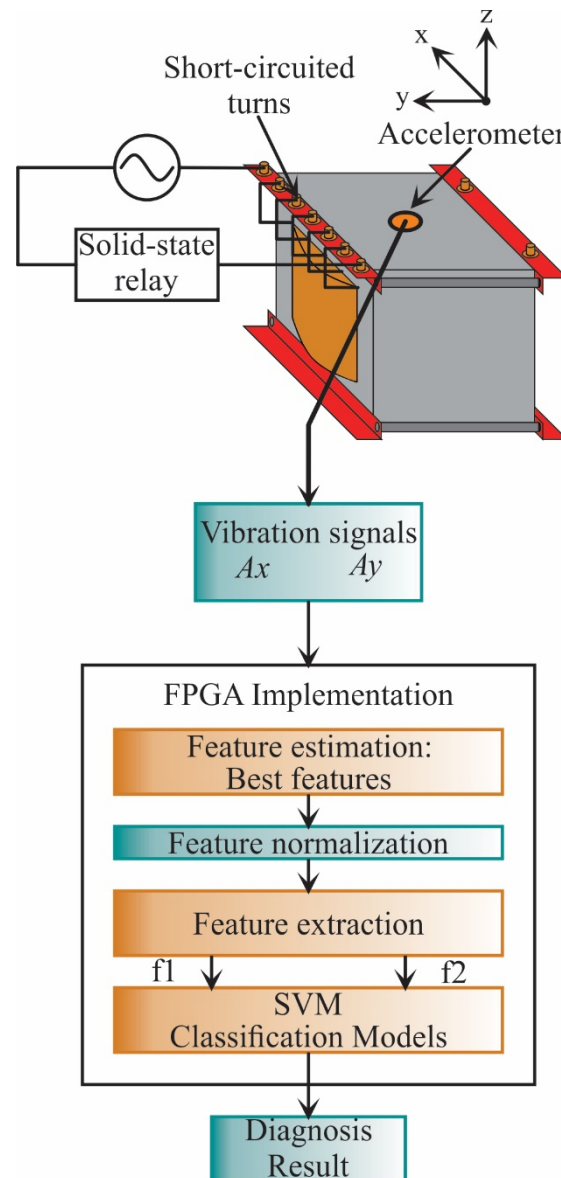 z
x
y
Short-circuited
turns
Accelerometer
Solid-state
relay
Vibration signals
Ax Ay
FPGA Implementation
Feature estimation:
Best features
Feature normalization
Feature extraction
f1 f2
SVM
Classification Models
Diagnosis
Result